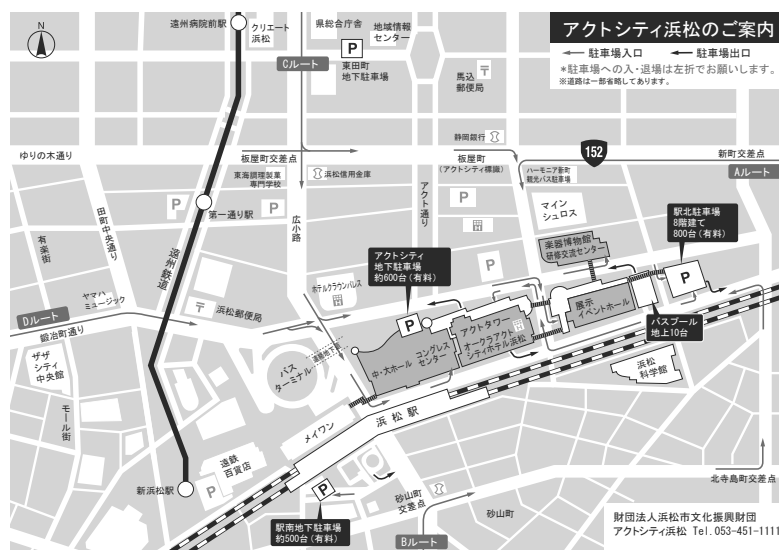 アクトシティ浜松のご案内
駐車場入口
駐車場出口
*駐車場への入・退場は左折でお願いします。
※道路は一部省略してあります。
N
遠州病院前駅
クリエート
浜松
県総合庁舎
地域情報
センター
P
東田町
地下駐車場
Cルート
馬込
郵便局
静岡銀行
152
ゆりの木通り
板屋町交差点
板屋町
(アクトシティ標識)
新町交差点
Aルート
東海調理製菓
専門学校
浜松信用金庫
ハーモニア新町
観光バス駐車場
P
第一通り駅
田町中央通り
有楽街
遠州鉄道
広小路
アクト通り
P
マイン
シュロス
駅北駐車場
8階建て
800台(有料)
楽器博物館
研修交流センター
アクトシティ
地下駐車場
約600台(有料)
P
P
ホテルクラウンパレス
ヤマハ
ミュージック
浜松郵便局
Dルート
鍛冶町通り
P
アクトタワー
オークラアクト
シティホテル浜松
展示
イベントホール
バスプール
地上10台
コングレス
センター
中・大ホール
バス
ターミナル
ザザ
シティ
中央館
モール街
浜松
科学館
浜松駅
メイワン
遠鉄
百貨店
新浜松駅
P
P
駅南地下駐車場
約500台(有料)
砂山町
交差点
砂山町
Bルート
北寺島町交差点
財団法人浜松市文化振興財団
アクトシティ浜松 Tel.053-451-1111